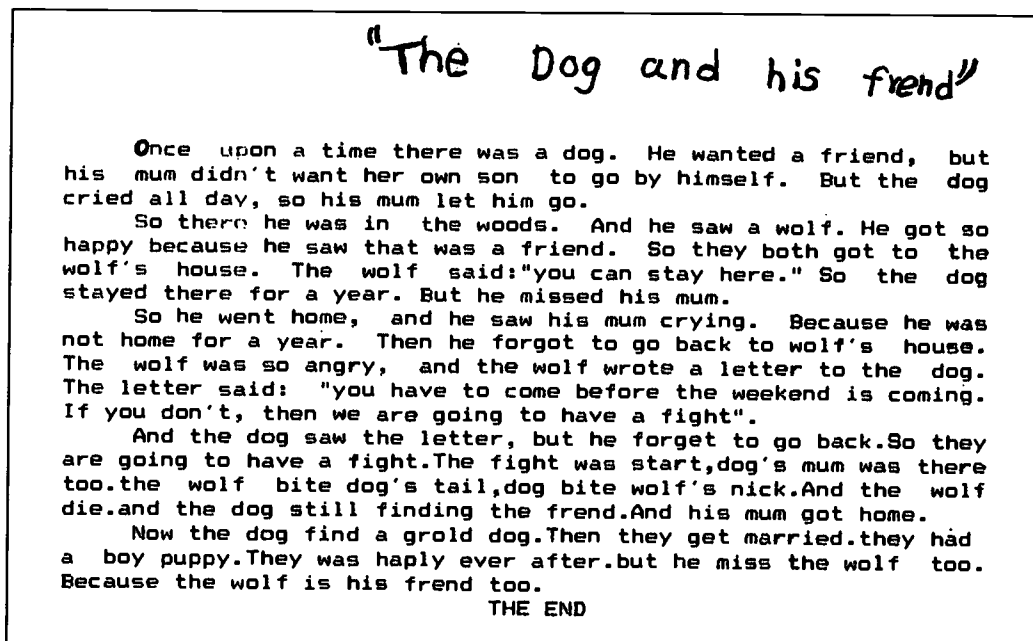 "The Dog and his frend"
Once upon a time there was a dog. He wanted a friend, but
his mum didn't want her own son to go by himself. But the dog
cried all day, so his mum let him go.
So there he was in the woods. And he saw a wolf. He got so
happy because he saw that was a friend. So they both got to the
wolf's house. The wolf said:"you can stay here." So the dog
stayed there for a year. But he missed his mum.
So he went home, and he saw his mum crying. Because he was
not home for a year. Then he forgot to go back to wolf's house.
The wolf was so angry, and the wolf wrote a letter to the dog.
The letter said: "you have to come before the weekend is coming.
If you don't, then we are going to have a fight".
And the dog saw the letter, but he forget to go back.So they
are going to have a fight.The fight was start,dog's mum was there
too.the wolf bite dog's tail,dog bite wolf's nick.And the wolf
die.and the dog still finding the frend.And his mum got home.
Now the dog find a grold dog.Then they get married.they had
a boy puppy.They was haply ever after.but he miss the wolf too.
Because the wolf is his frend too.
THE END